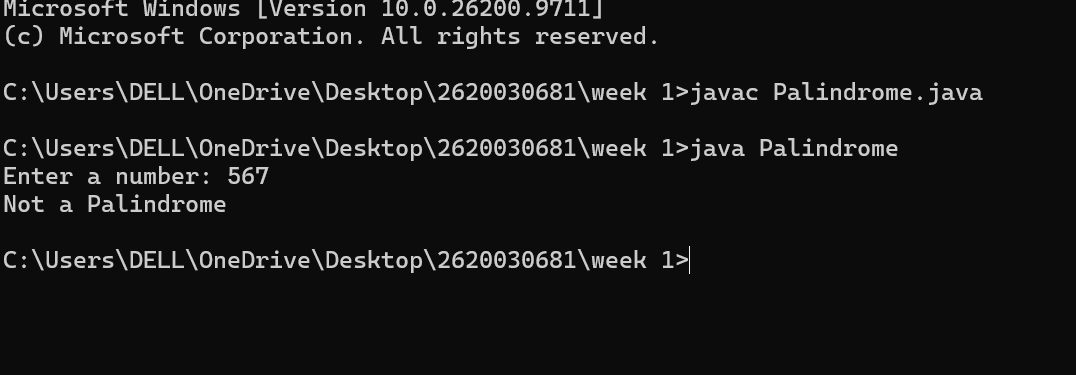 Microsoft Windows [Version 10.0.26200.9711]
(c) Microsoft Corporation. All rights reserved.
C:\Users\DELL\OneDrive\Desktop\2620030681\week 1>javac Palindrome.java
C:\Users\DELL\OneDrive\Desktop\2620030681\week 1>java Palindrome
Enter a number: 567
Not a Palindrome
C:\Users\DELL\OneDrive\Desktop\2620030681\week 1>